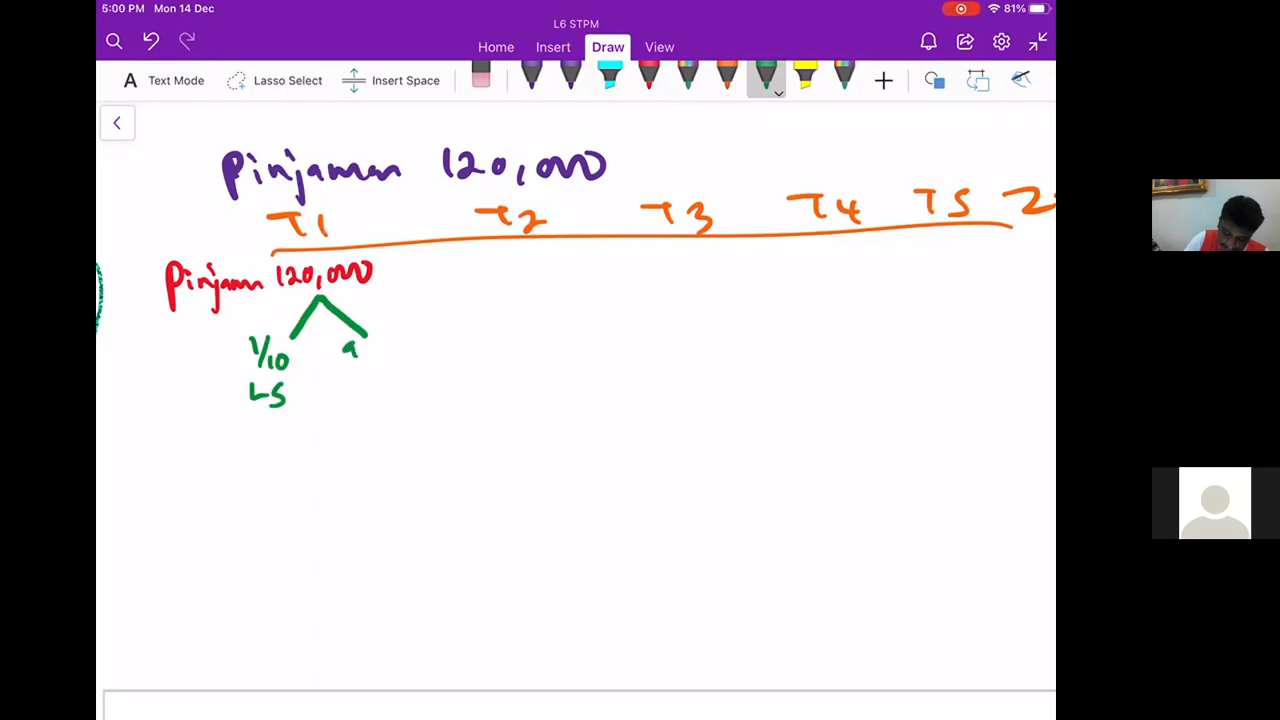 5:00 PM Mon 14 Dec
81%
L6 STPM
Home Insert Draw View
Text Mode Lasso Select Insert Space
Pinjaman 120,000
T1 T2 T3 T4 T5
Pinjam 120,000
1/10
LS